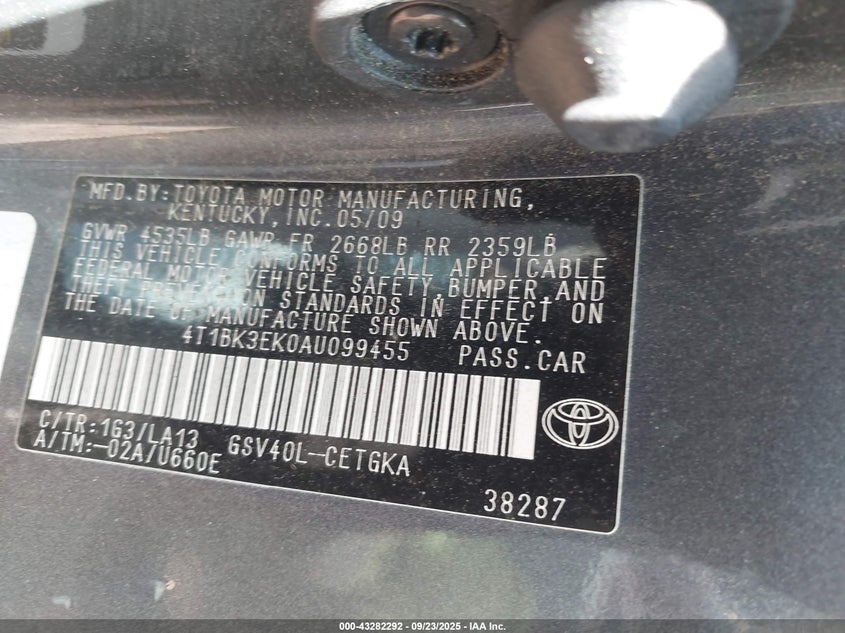 MFD.BY:TOYOTA MOTOR MANUFACTURING,
KENTUCKY, INC. 05/09
GVWR 4535LB GAWR FR 2668LB RR 2359LB
THIS VEHICLE CONFORMS TO ALL APPLICABLE
FEDERAL MOTOR VEHICLE SAFETY, BUMPER, AND
THEFT PREVENTION STANDARDS IN EFFECT ON
THE DATE OF MANUFACTURE SHOWN ABOVE.
4T1BK3EK0AU099455 PASS.CAR
C/TR:1G3/LA13 GSV40L-CETGKA
A/TM:-02A/U660E
38287
000-43282292 - 09/23/2025 - IAA Inc.